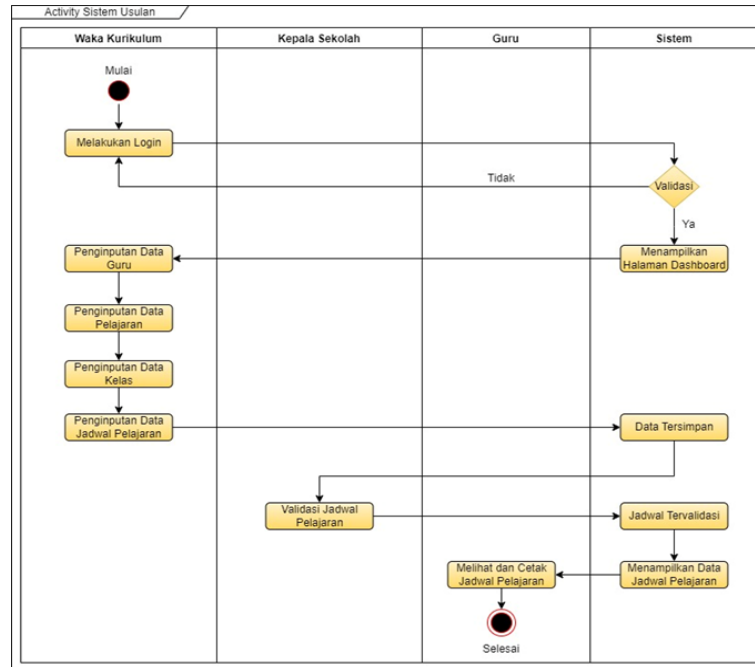 Activity Sistem Usulan
Waka Kurikulum
Kepala Sekolah
Guru
Sistem
Mulai
Melakukan Login
Tidak
Validasi
Ya
Penginputan Data
Guru
Menampilkan
Halaman Dashboard
Penginputan Data
Pelajaran
Penginputan Data
Kelas
Penginputan Data
Jadwal Pelajaran
Data Tersimpan
Validasi Jadwal
Pelajaran
Jadwal Tervalidasi
Melihat dan Cetak
Jadwal Pelajaran
Menampilkan Data
Jadwal Pelajaran
Selesai